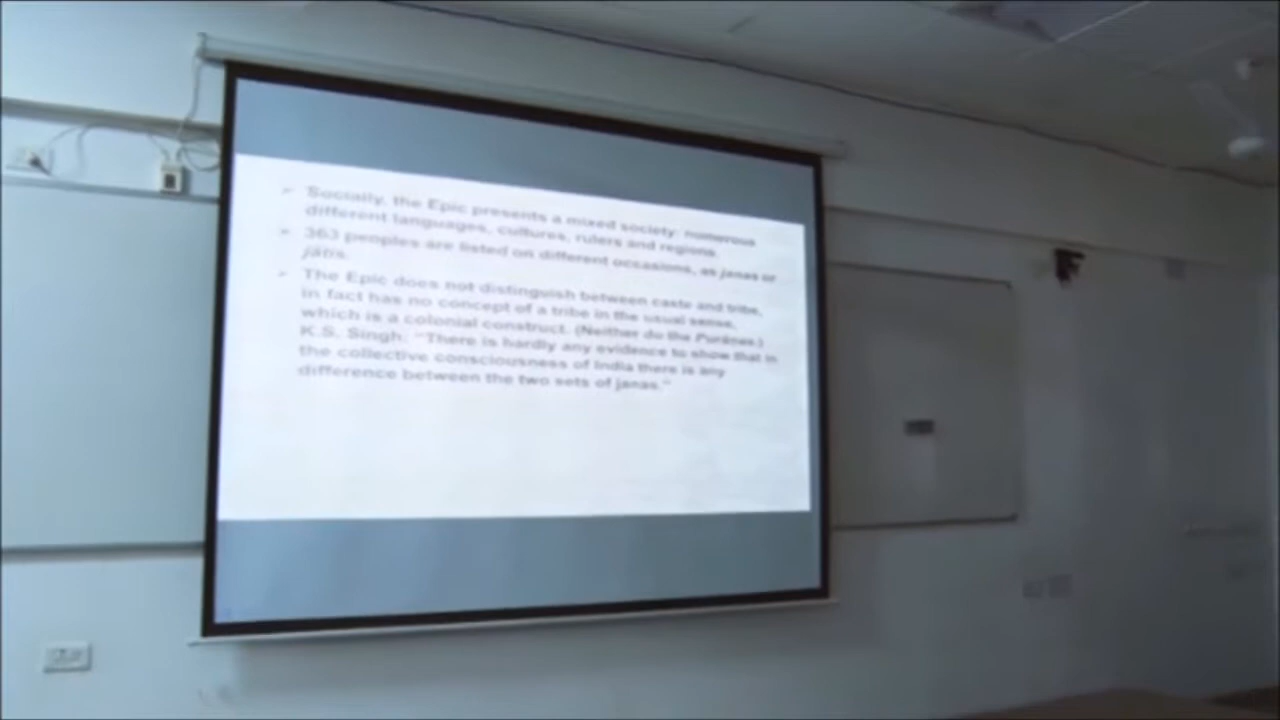 Socially, the Epic presents a mixed society: numerous
different languages, cultures, rulers and regions.
363 peoples are listed on different occasions, as janas or
jatis.
The Epic does not distinguish between caste and tribe,
in fact has no concept of a tribe in the usual sense,
which is a colonial construct. (Neither do the Purānas.)
K.S. Singh: "There is hardly any evidence to show that in
the collective consciousness of India there is any
difference between the two sets of janas."